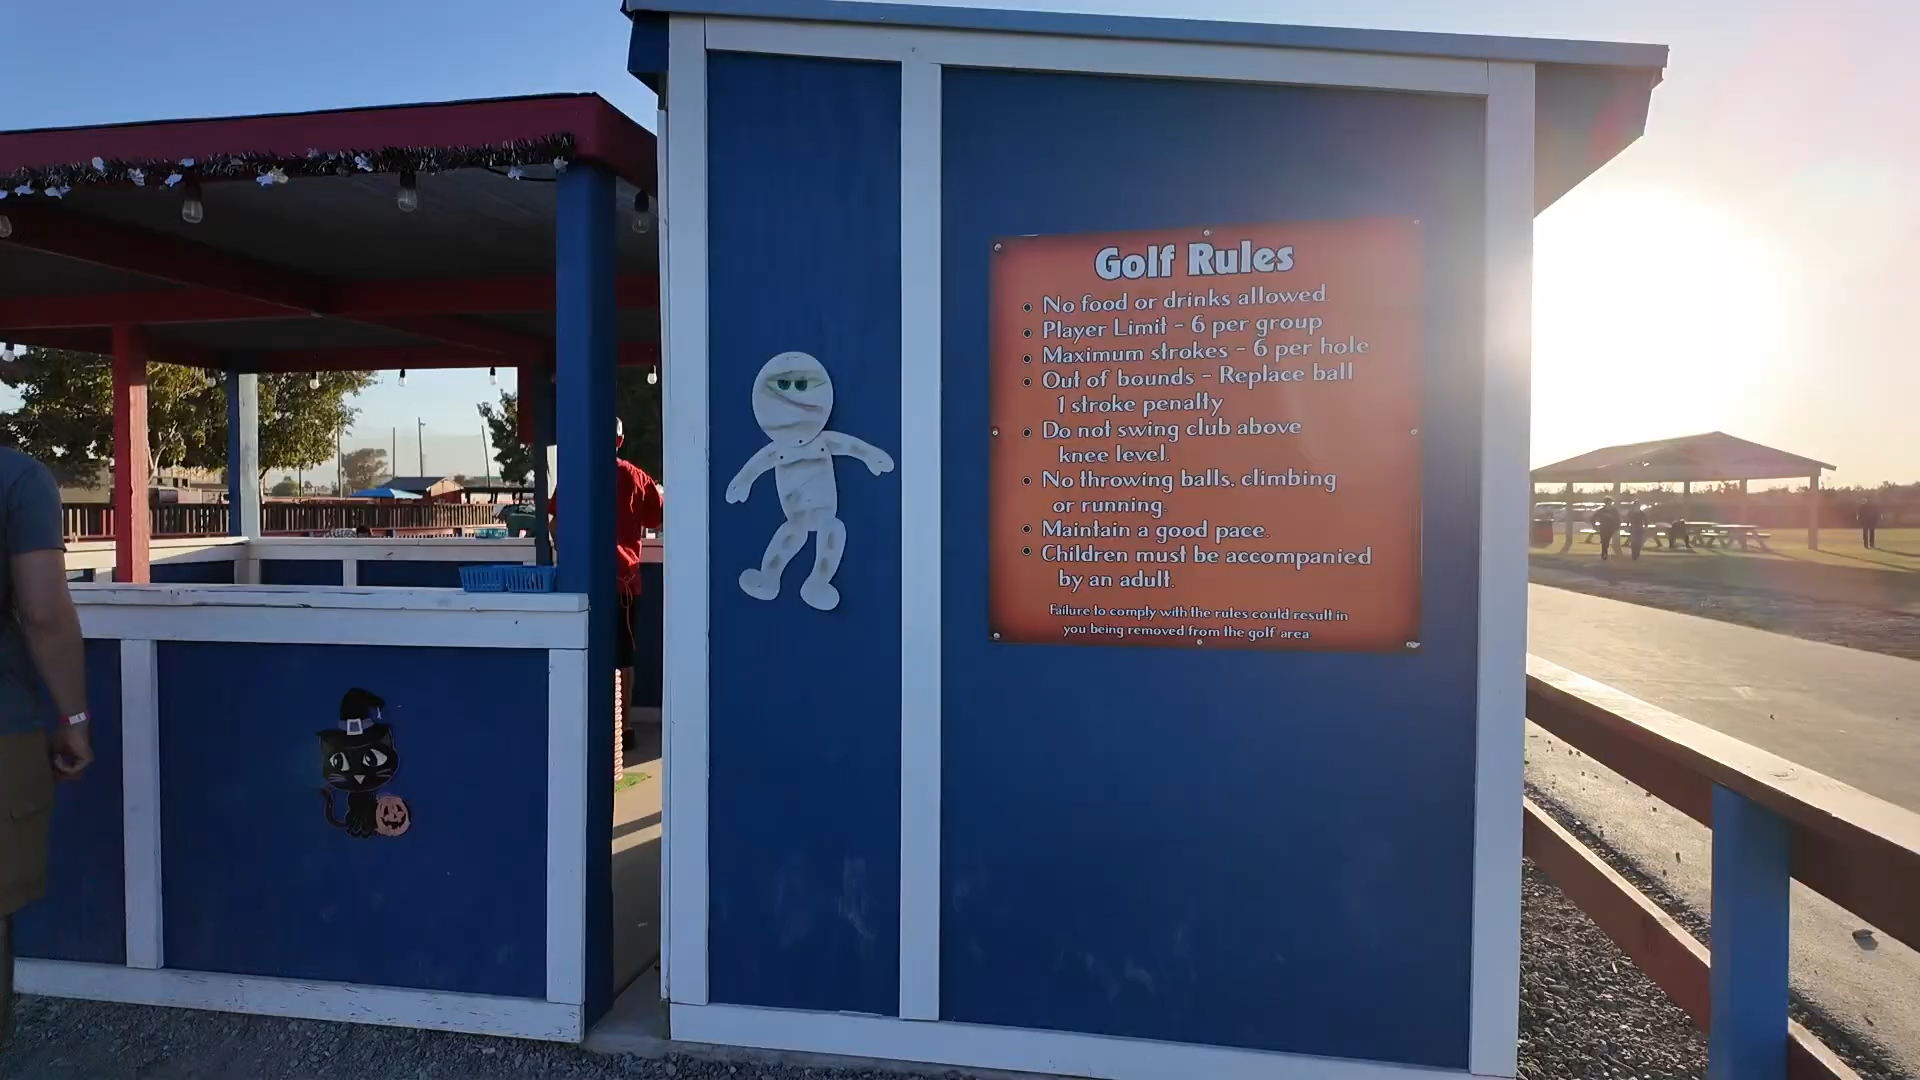 Golf Rules
• No food or drinks allowed.
• Player Limit - 6 per group
• Maximum strokes - 6 per hole
• Out of bounds - Replace ball
1 stroke penalty
• Do not swing club above
knee level.
• No throwing balls, climbing
or running.
• Maintain a good pace.
• Children must be accompanied
by an adult.
Failure to comply with the rules could result in
you being removed from the golf area.